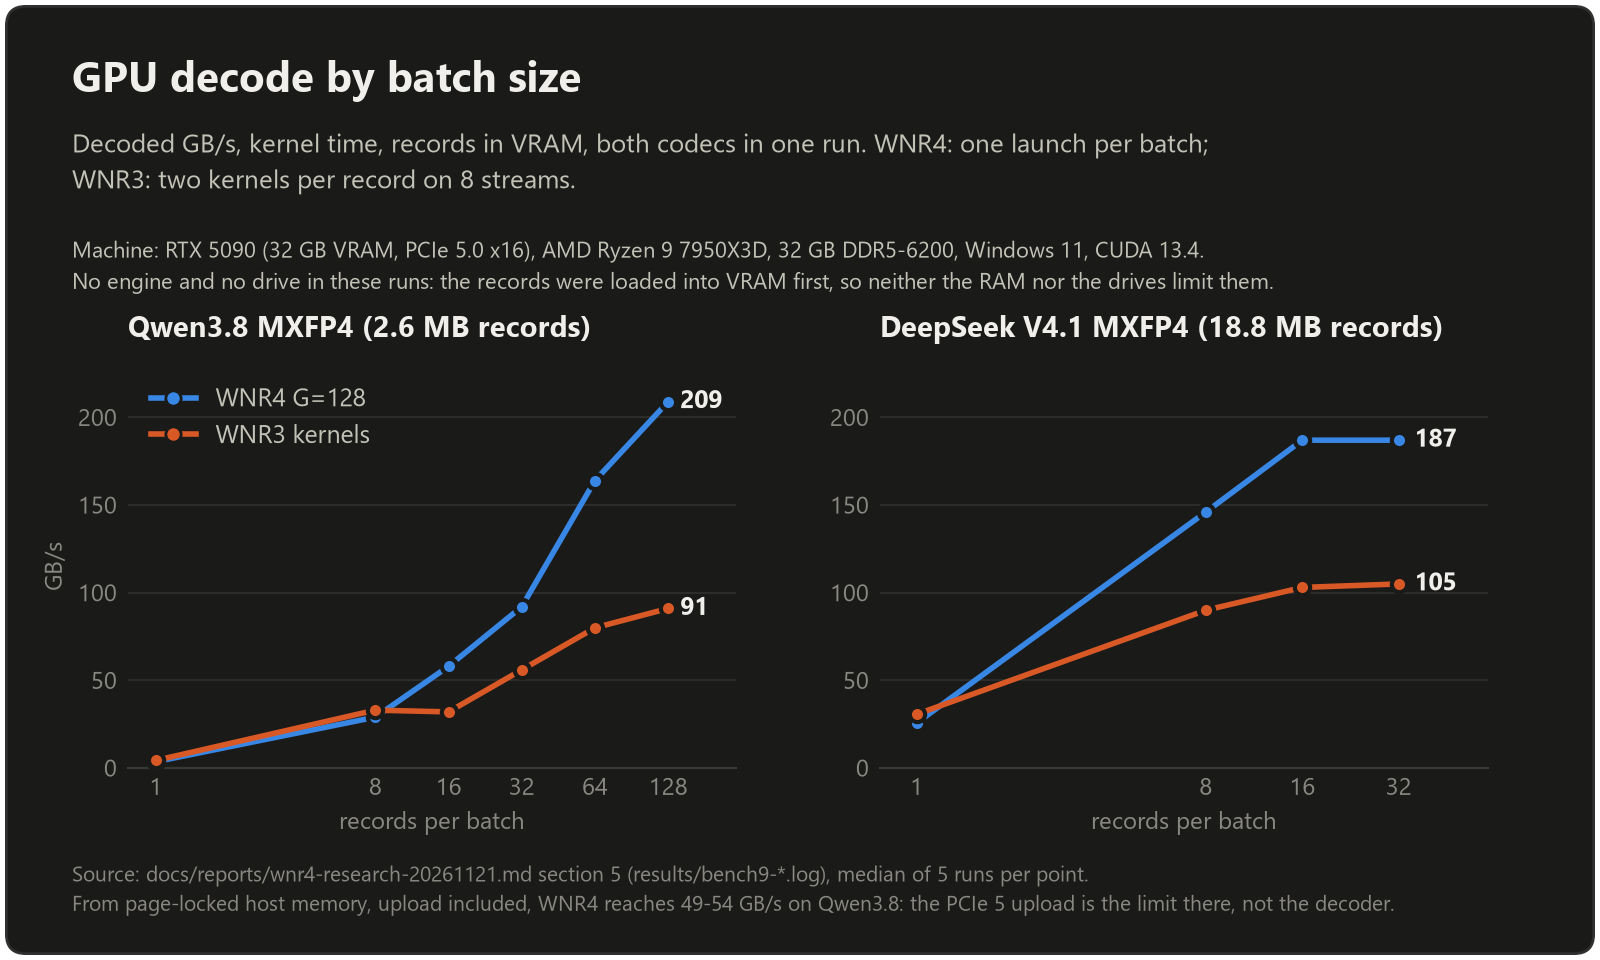 GPU decode by batch size
Decoded GB/s, kernel time, records in VRAM, both codecs in one run. WNR4: one launch per batch;
WNR3: two kernels per record on 8 streams.
Machine: RTX 5090 (32 GB VRAM, PCIe 5.0 x16), AMD Ryzen 9 7950X3D, 32 GB DDR5-6200, Windows 11, CUDA 13.4.
No engine and no drive in these runs: the records were loaded into VRAM first, so neither the RAM nor the drives limit them.
Qwen3.8 MXFP4 (2.6 MB records)
WNR4 G=128
WNR3 kernels
209
91
200
150
100
50
0
GB/s
1 8 16 32 64 128
records per batch
DeepSeek V4.1 MXFP4 (18.8 MB records)
187
105
200
150
100
50
0
1 8 16 32
records per batch
Source: docs/reports/wnr4-research-20261121.md section 5 (results/bench9-*.log), median of 5 runs per point.
From page-locked host memory, upload included, WNR4 reaches 49-54 GB/s on Qwen3.8: the PCIe 5 upload is the limit there, not the decoder.